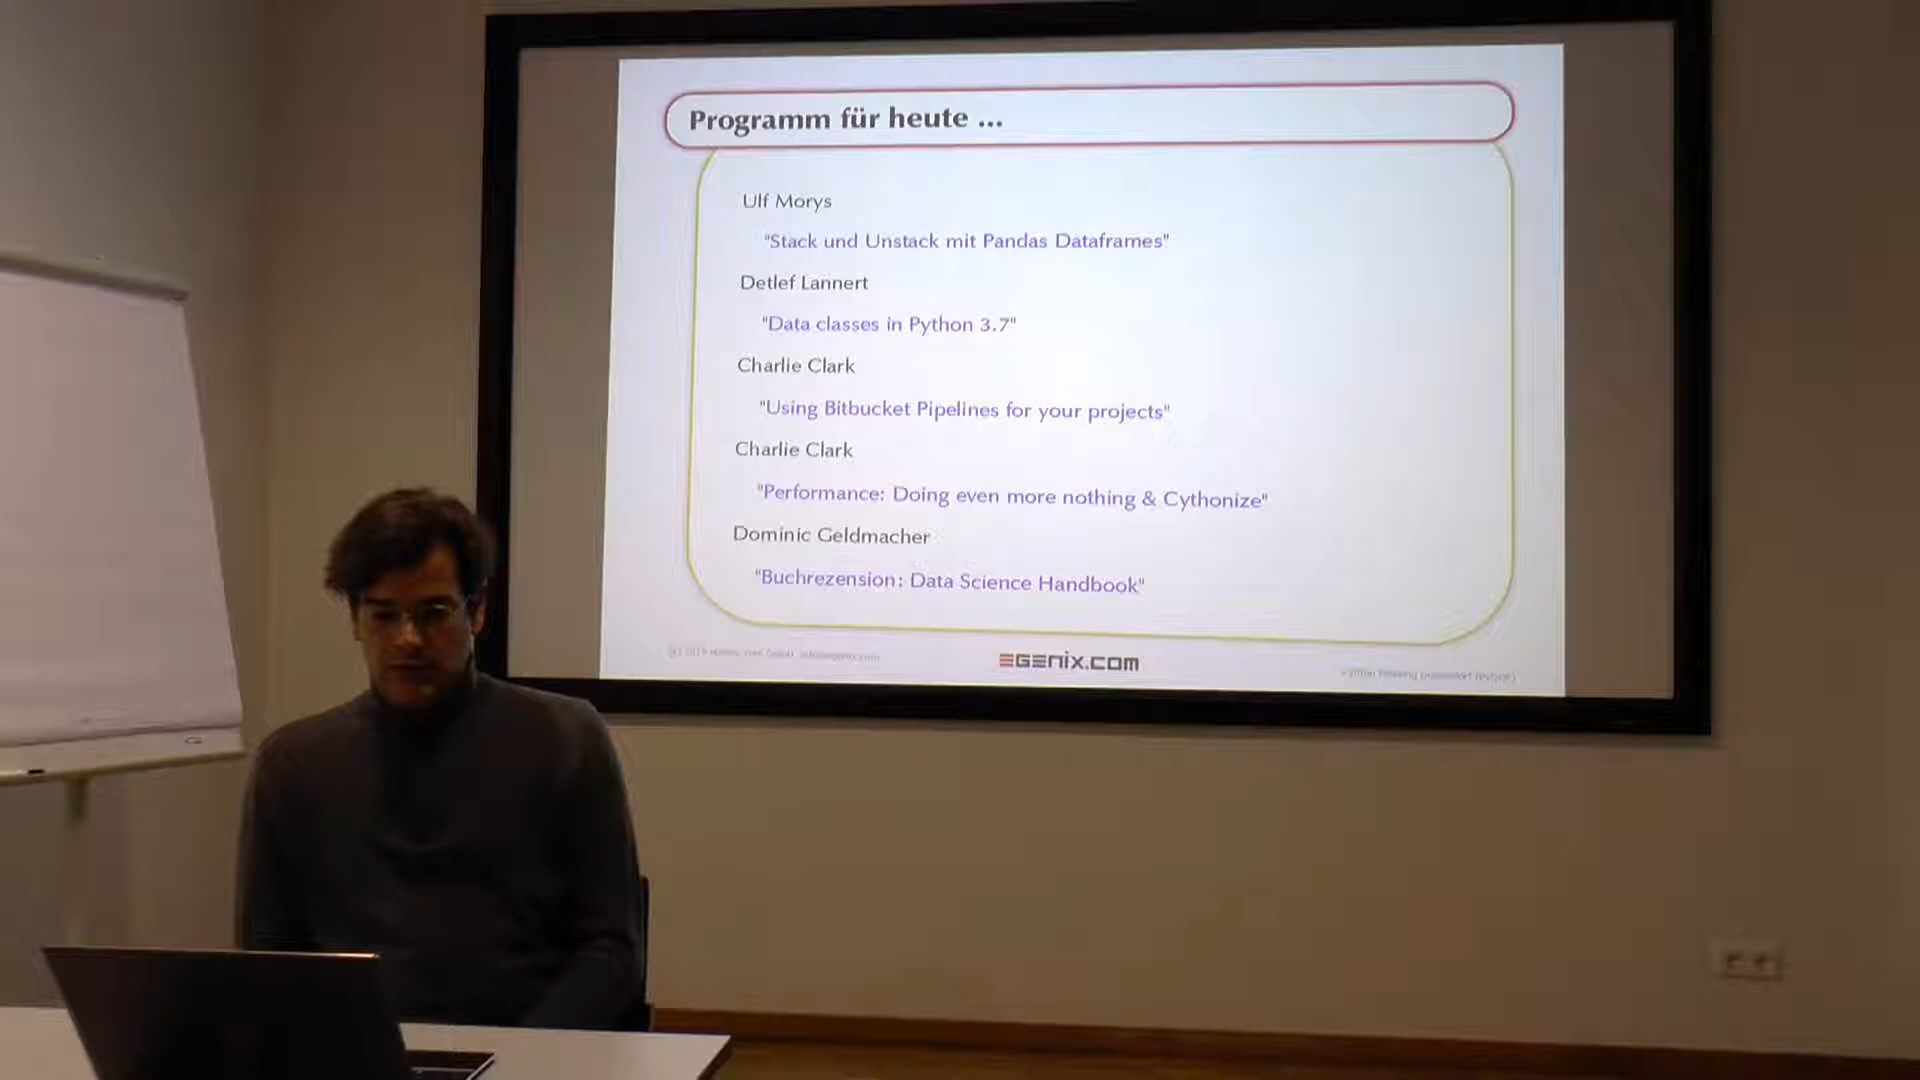 Programm für heute ...
Ulf Morys
"Stack und Unstack mit Pandas Dataframes"
Detlef Lannert
"Data classes in Python 3.7"
Charlie Clark
"Using Bitbucket Pipelines for your projects"
Charlie Clark
"Performance: Doing even more nothing & Cythonize"
Dominic Geldmacher
"Buchrezension: Data Science Handbook"
EGENIX.COM